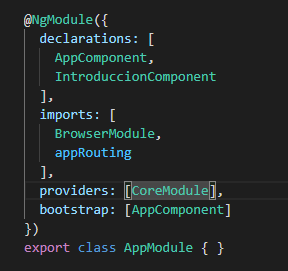 @NgModule({
  declarations: [
    AppComponent,
    IntroduccionComponent
  ],
  imports: [
    BrowserModule,
    appRouting
  ],
  providers: [CoreModule],
  bootstrap: [AppComponent]
})
export class AppModule { }